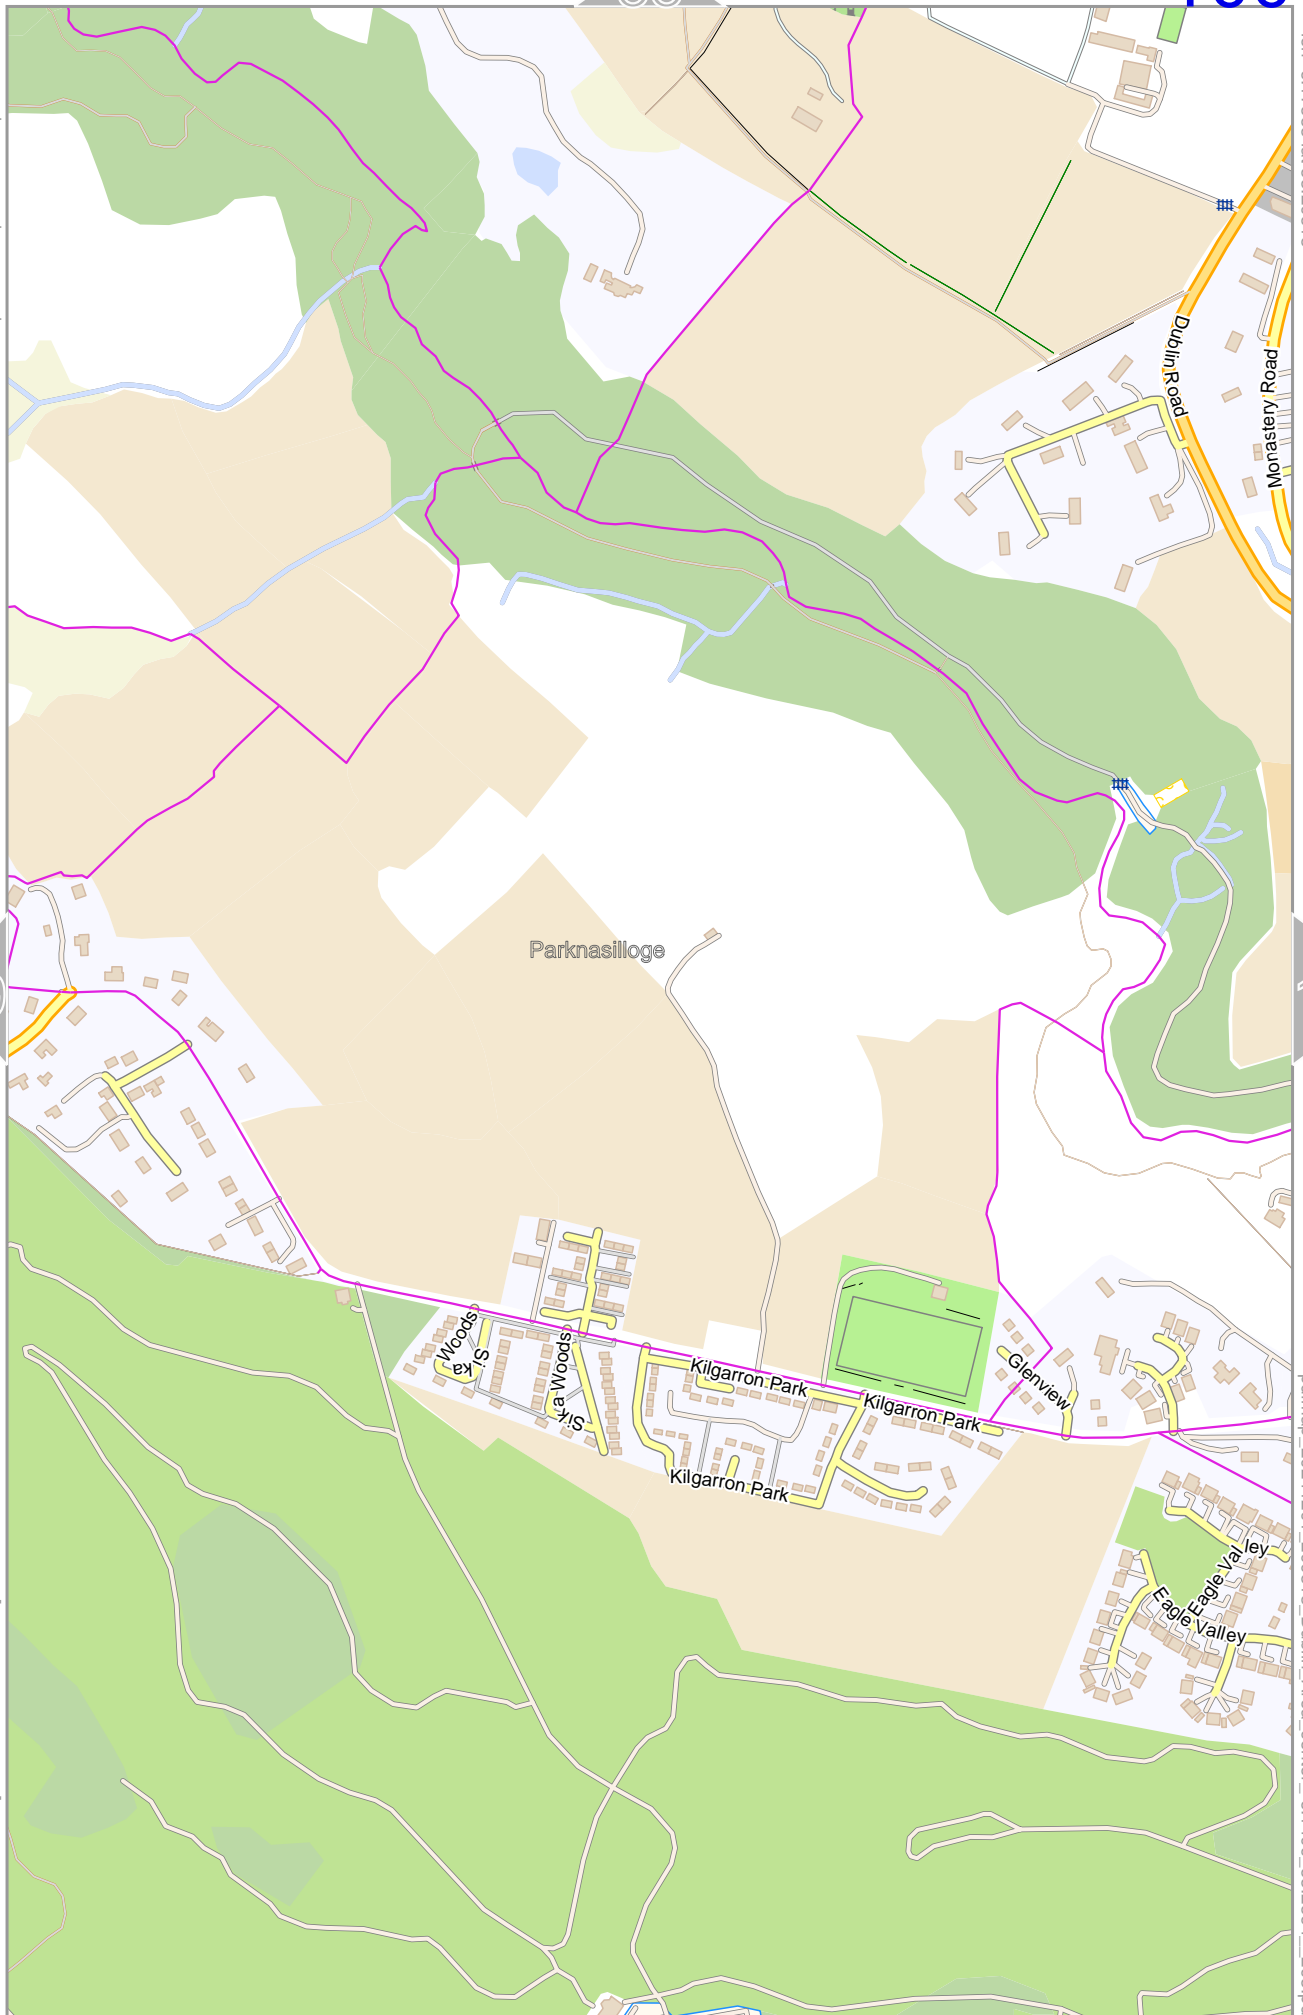 Dublin Road
Monastery Road
Parknasilloge
Sika Woods
Sika Woods
Kilgarron Park
Kilgarron Park
Glenview
Kilgarron Park
Eagle Valley
Eagle Valley